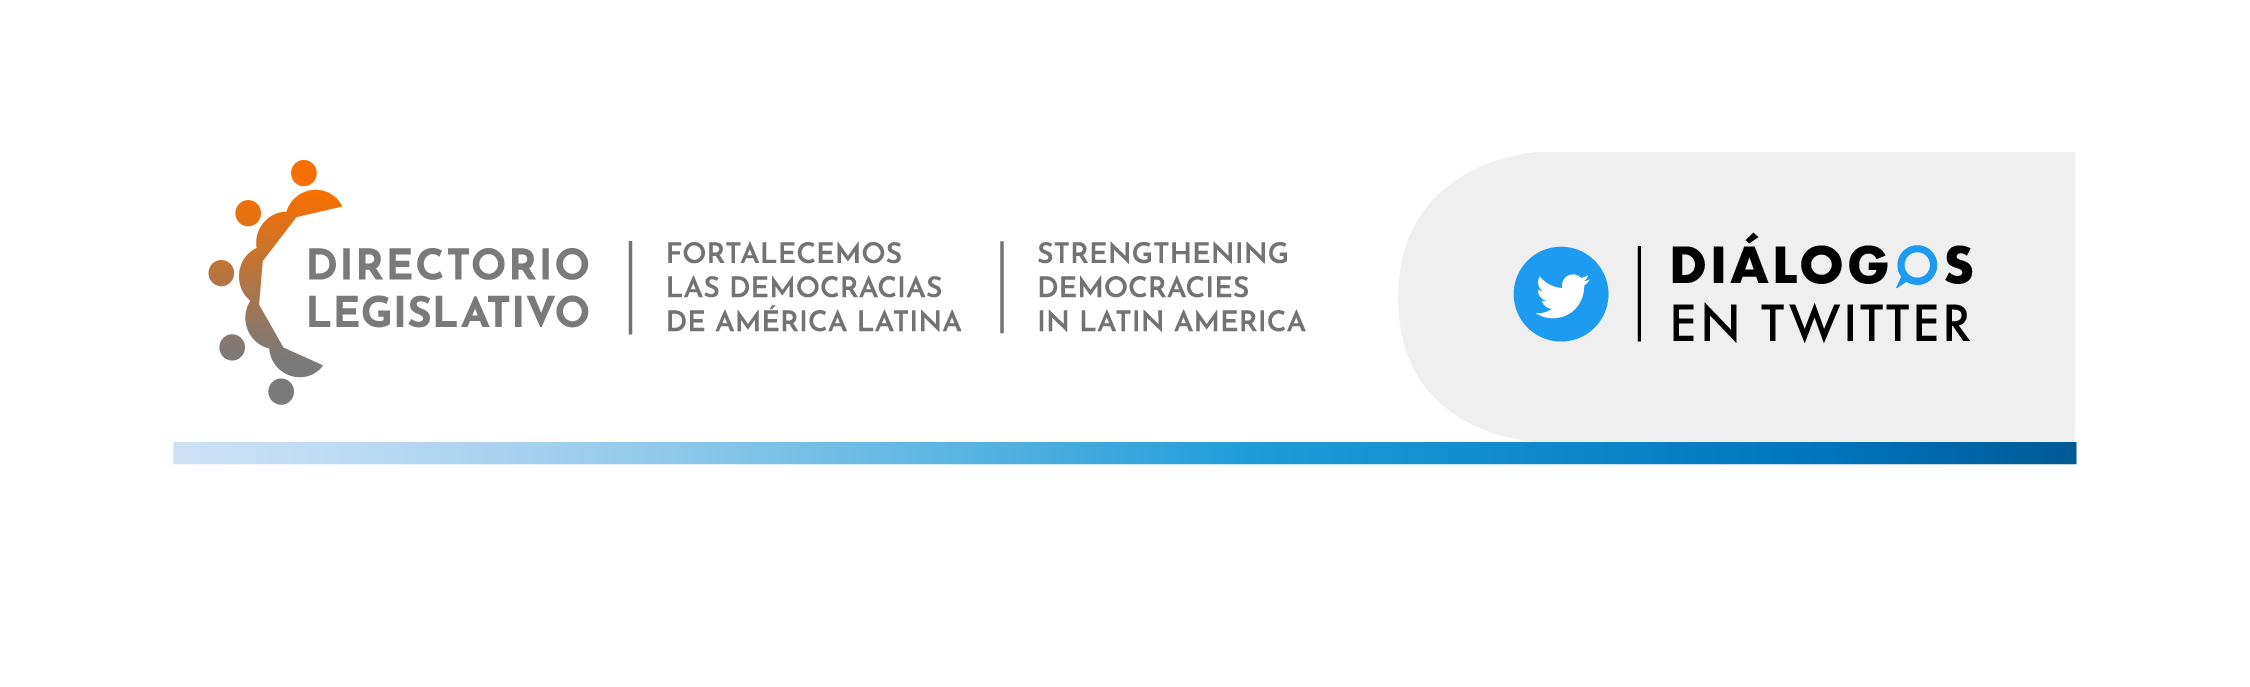 DIRECTORIO
LEGISLATIVO
FORTALECEMOS
LAS DEMOCRACIAS
DE AMÉRICA LATINA
STRENGTHENING
DEMOCRACIES
IN LATIN AMERICA
DIÁLOGOS
EN TWITTER